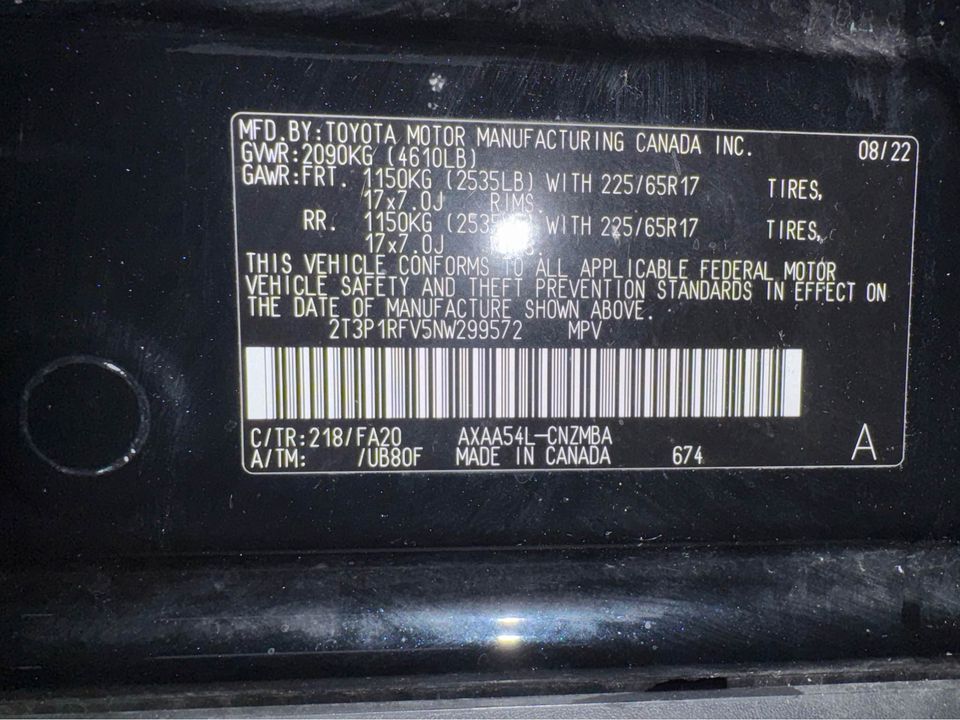 MFD.BY:TOYOTA MOTOR MANUFACTURING CANADA INC. 08/22
GVWR:2090KG (4610LB)
GAWR:FRT. 1150KG (2535LB) WITH 225/65R17 TIRES,
17x7.0J RIMS
RR. 1150KG WITH 225/65R17 TIRES,
17x7.0J
THIS VEHICLE CONFORMS TO ALL APPLICABLE FEDERAL MOTOR
VEHICLE SAFETY AND THEFT PREVENTION STANDARDS IN EFFECT ON
THE DATE OF MANUFACTURE SHOWN ABOVE.
2T3P1RFV5NW299572 MPV
C/TR:218/FA20 AXAA54L-CNZMBA
A/TM: /UB80F MADE IN CANADA 674 A